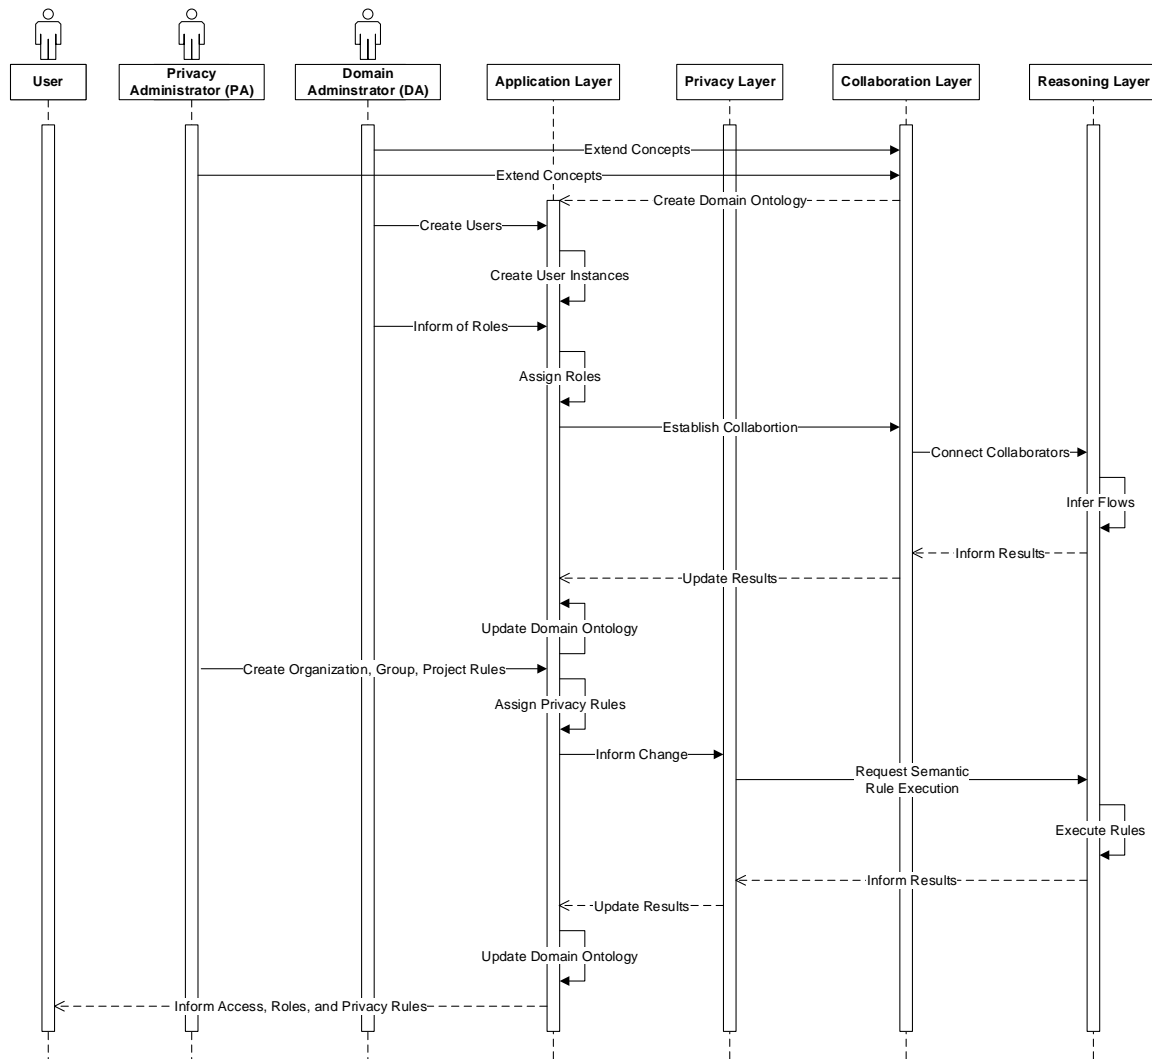 User
Privacy
Administrator (PA)
Domain
Adminstrator (DA)
Application Layer
Privacy Layer
Collaboration Layer
Reasoning Layer
Extend Concepts
Extend Concepts
Create Domain Ontology
Create Users
Create User Instances
Inform of Roles
Assign Roles
Establish Collabortion
Connect Collaborators
Infer Flows
Inform Results
Update Results
Update Domain Ontology
Create Organization, Group, Project Rules
Assign Privacy Rules
Inform Change
Request Semantic
Rule Execution
Execute Rules
Inform Results
Update Results
Update Domain Ontology
Inform Access, Roles, and Privacy Rules